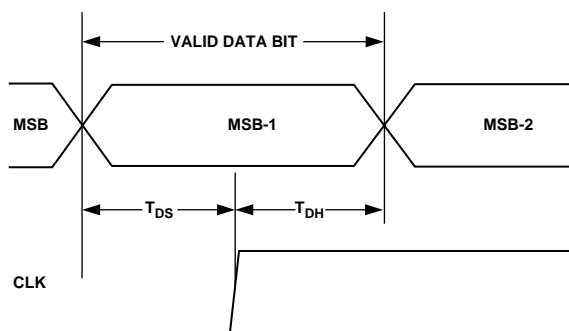 VALID DATA BIT
MSB MSB-1 MSB-2
TDS TDH
CLK